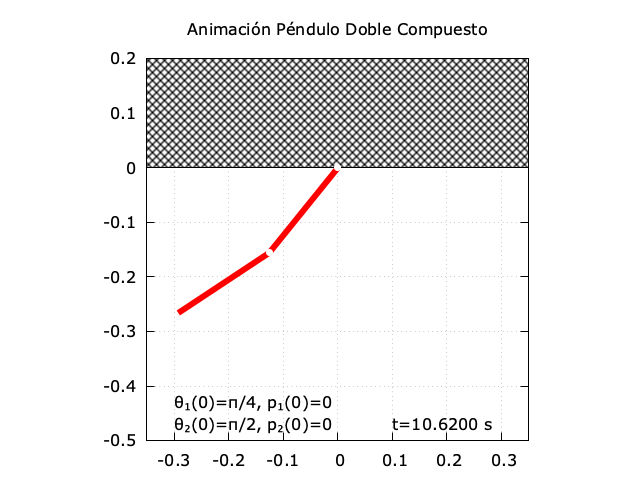 Animación Péndulo Doble Compuesto
0.2
0.1
0
-0.1
-0.2
-0.3
-0.4
-0.5
θ₁(0)=π/4, p₁(0)=0
θ₂(0)=π/2, p₂(0)=0
t=10.6200 s
-0.3 -0.2 -0.1 0 0.1 0.2 0.3